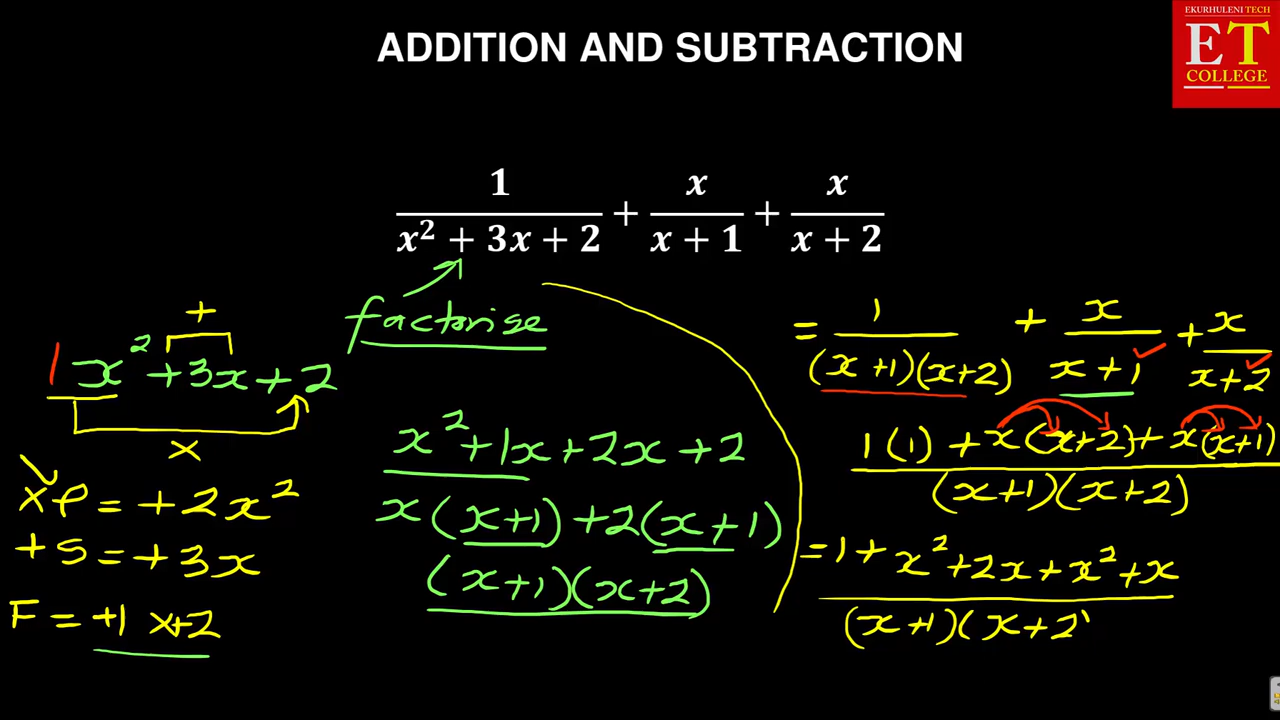 ADDITION AND SUBTRACTION
EKURHULENI TECH
ET
COLLEGE
1/(x² + 3x + 2) + x/(x + 1) + x/(x + 2)
factorise
+
1x² + 3x + 2
x
xP = +2x²
+S = +3x
F = +1 x+2
x² + 1x + 2x + 2
x(x+1) + 2(x+1)
(x+1)(x+2)
= 1/((x+1)(x+2)) + x/(x+1) + x/(x+2)
1(1) + x(x+2) + x(x+1)
(x+1)(x+2)
= 1 + x² + 2x + x² + x
(x+1)(x+2